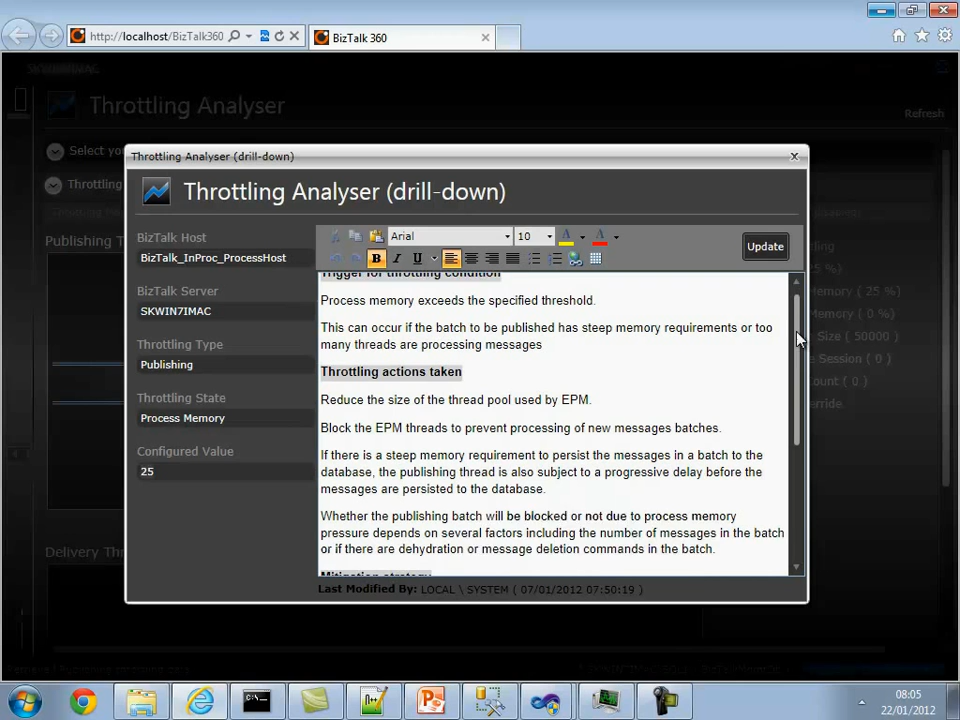 http://localhost/BizTalk360
BizTalk 360
Throttling Analyser
Refresh
Select you
Throttling
Publishing T
Delivery Th
Throttling Analyser (drill-down)
Throttling Analyser (drill-down)
BizTalk Host
BizTalk_InProc_ProcessHost
BizTalk Server
SKWIN7IMAC
Throttling Type
Publishing
Throttling State
Process Memory
Configured Value
25
Arial
10
A
A
B I U
Update
Trigger for throttling condition
Process memory exceeds the specified threshold.
This can occur if the batch to be published has steep memory requirements or too
many threads are processing messages
Throttling actions taken
Reduce the size of the thread pool used by EPM.
Block the EPM threads to prevent processing of new messages batches.
If there is a steep memory requirement to persist the messages in a batch to the
database, the publishing thread is also subject to a progressive delay before the
messages are persisted to the database.
Whether the publishing batch will be blocked or not due to process memory
pressure depends on several factors including the number of messages in the batch
or if there are dehydration or message deletion commands in the batch.
Mitigation strategy
Last Modified By: LOCAL \ SYSTEM ( 07/01/2012 07:50:19 )
25 %)
Memory ( 25 % )
Memory ( 0 % )
Size ( 50000 )
Session ( 0 )
Count ( 0 )
erride.
08:05
22/01/2012